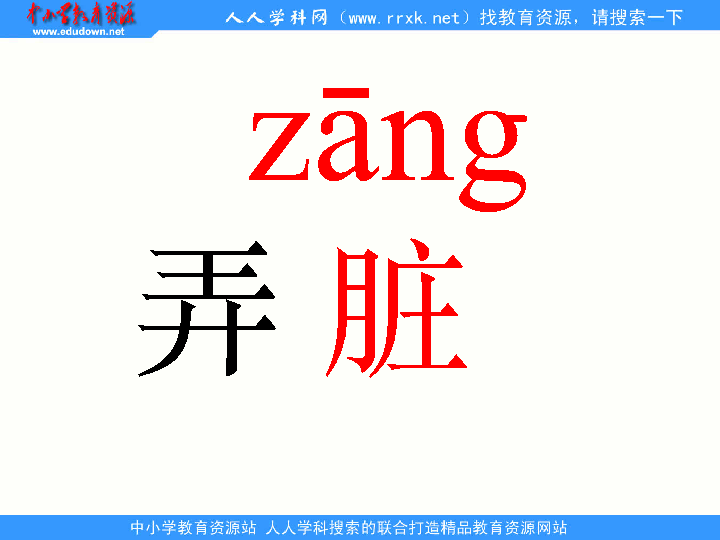 中小学教育资源
www.edudown.net
人人学科网（www.rrxk.net）找教育资源，请搜索一下
zāng
弄脏
中小学教育资源站 人人学科搜索的联合打造精品教育资源网站